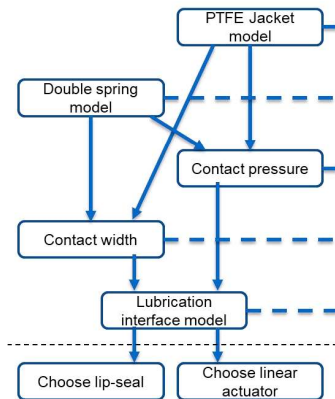 PTFE Jacket
model
Double spring
model
Contact pressure
Contact width
Lubrication
interface model
Choose lip-seal
Choose linear
actuator